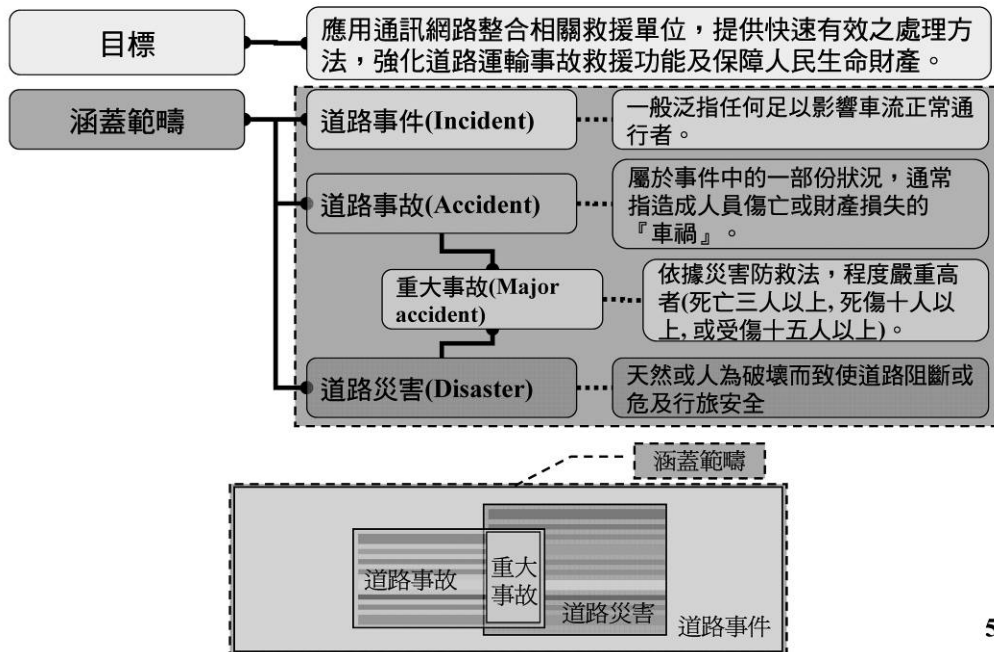 目標
應用通訊網路整合相關救援單位，提供快速有效之處理方
法，強化道路運輸事故救援功能及保障人民生命財產。
涵蓋範疇
道路事件(Incident)
一般泛指任何足以影響車流正常通
行者。
道路事故(Accident)
屬於事件中的一部份狀況，通常
指造成人員傷亡或財產損失的
『車禍』。
重大事故(Major
accident)
依據災害防救法，程度嚴重高
者(死亡三人以上, 死傷十人以
上, 或受傷十五人以上)。
道路災害(Disaster)
天然或人為破壞而致使道路阻斷或
危及行旅安全
涵蓋範疇
道路事故
重大
事故
道路災害
道路事件
5